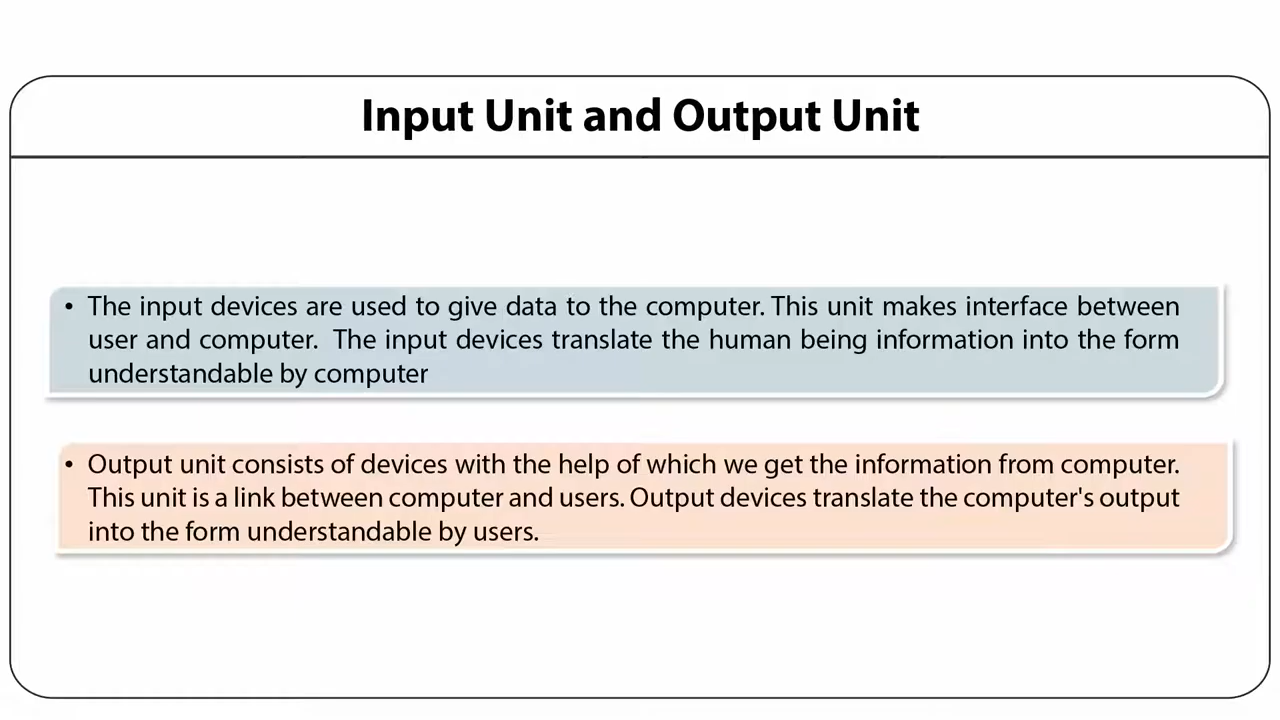 Input Unit and Output Unit
• The input devices are used to give data to the computer. This unit makes interface between
user and computer. The input devices translate the human being information into the form
understandable by computer
• Output unit consists of devices with the help of which we get the information from computer.
This unit is a link between computer and users. Output devices translate the computer's output
into the form understandable by users.